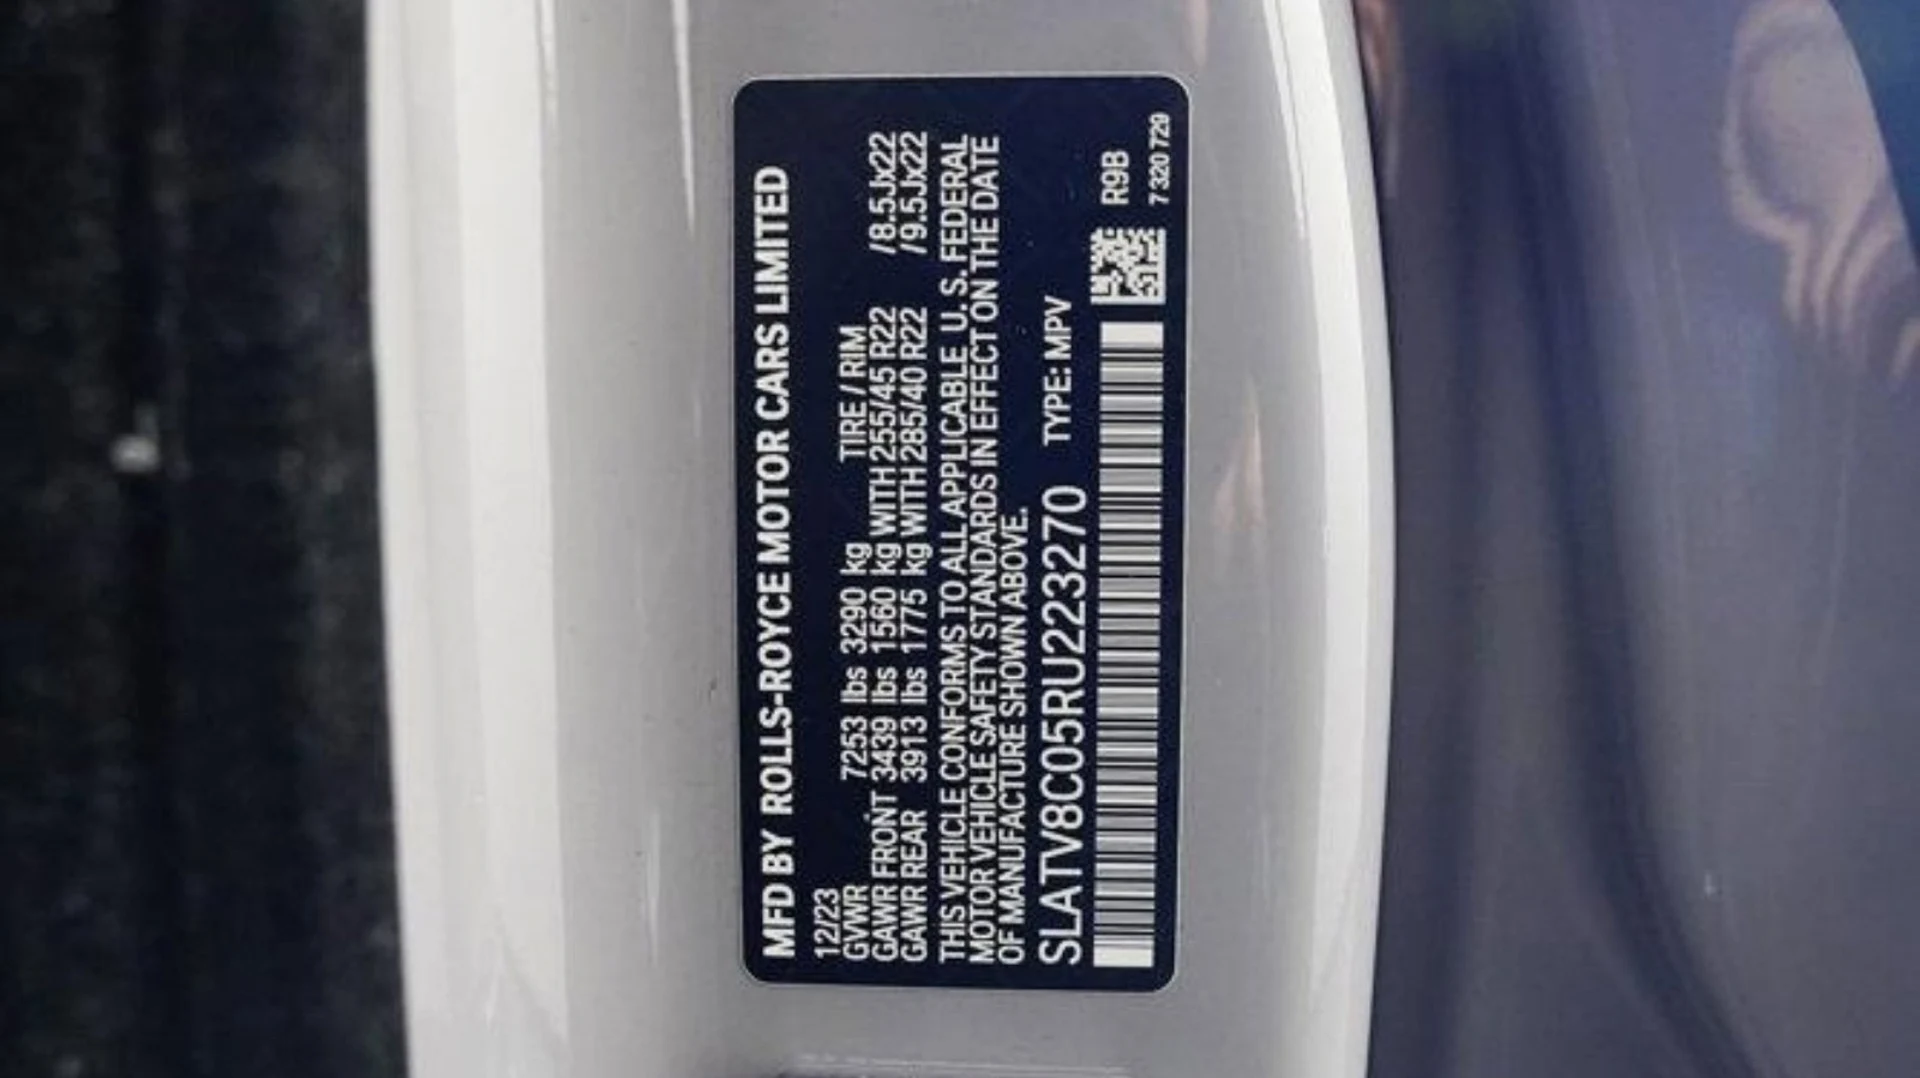 MFD BY ROLLS-ROYCE MOTOR CARS LIMITED
12/23
GVWR 7253 lbs 3290 kg TIRE / RIM
GAWR FRONT 3439 lbs 1560 kg WITH 255/45 R22 /8.5Jx22
GAWR REAR 3913 lbs 1775 kg WITH 285/40 R22 /9.5Jx22
THIS VEHICLE CONFORMS TO ALL APPLICABLE U.S. FEDERAL
MOTOR VEHICLE SAFETY STANDARDS IN EFFECT ON THE DATE
OF MANUFACTURE SHOWN ABOVE.
SLATV8C05RU223270 TYPE: MPV
R9B
7 320 729